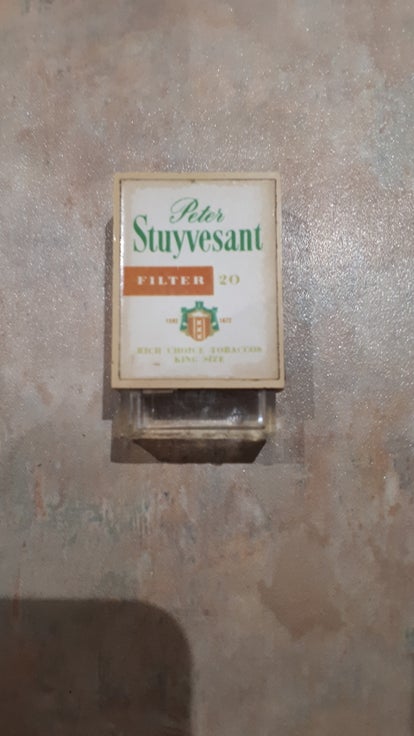 Peter
Stuyvesant
FILTER 20
RICH CHOICE TOBACCOS
KING SIZE